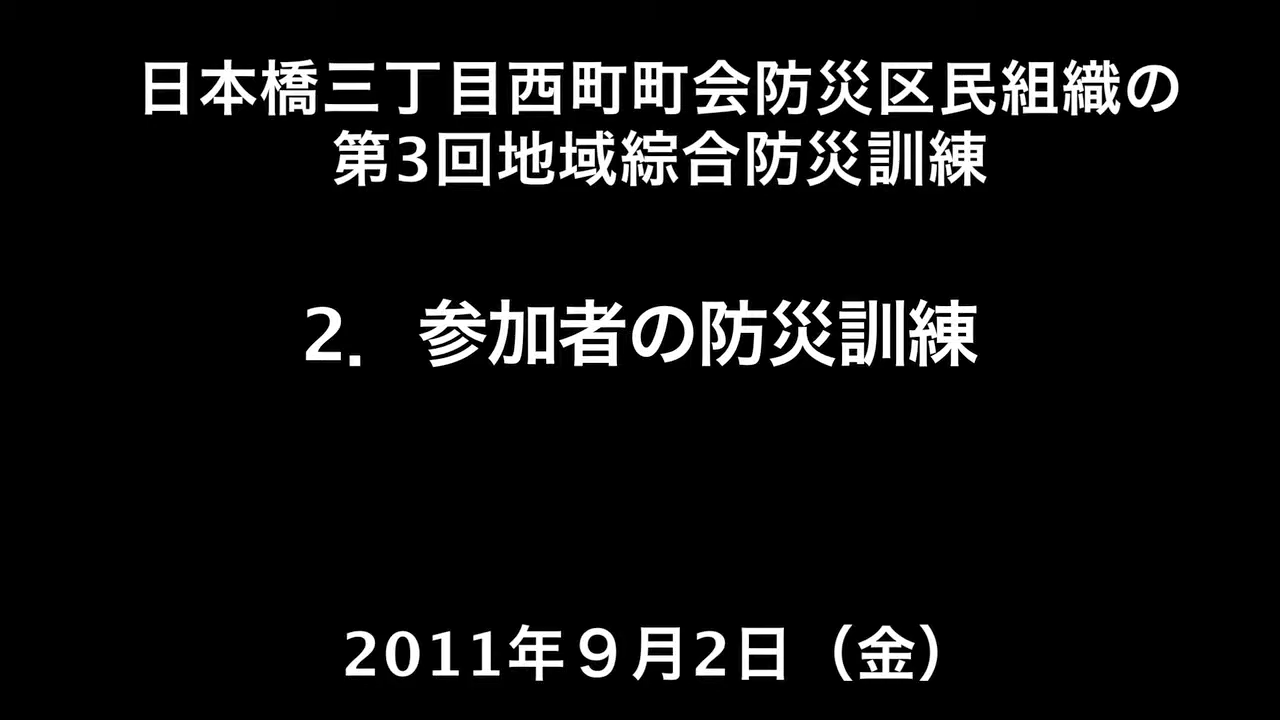 日本橋三丁目西町町会防災区民組織の
第3回地域綜合防災訓練
2．参加者の防災訓練
2011年９月2日（金）